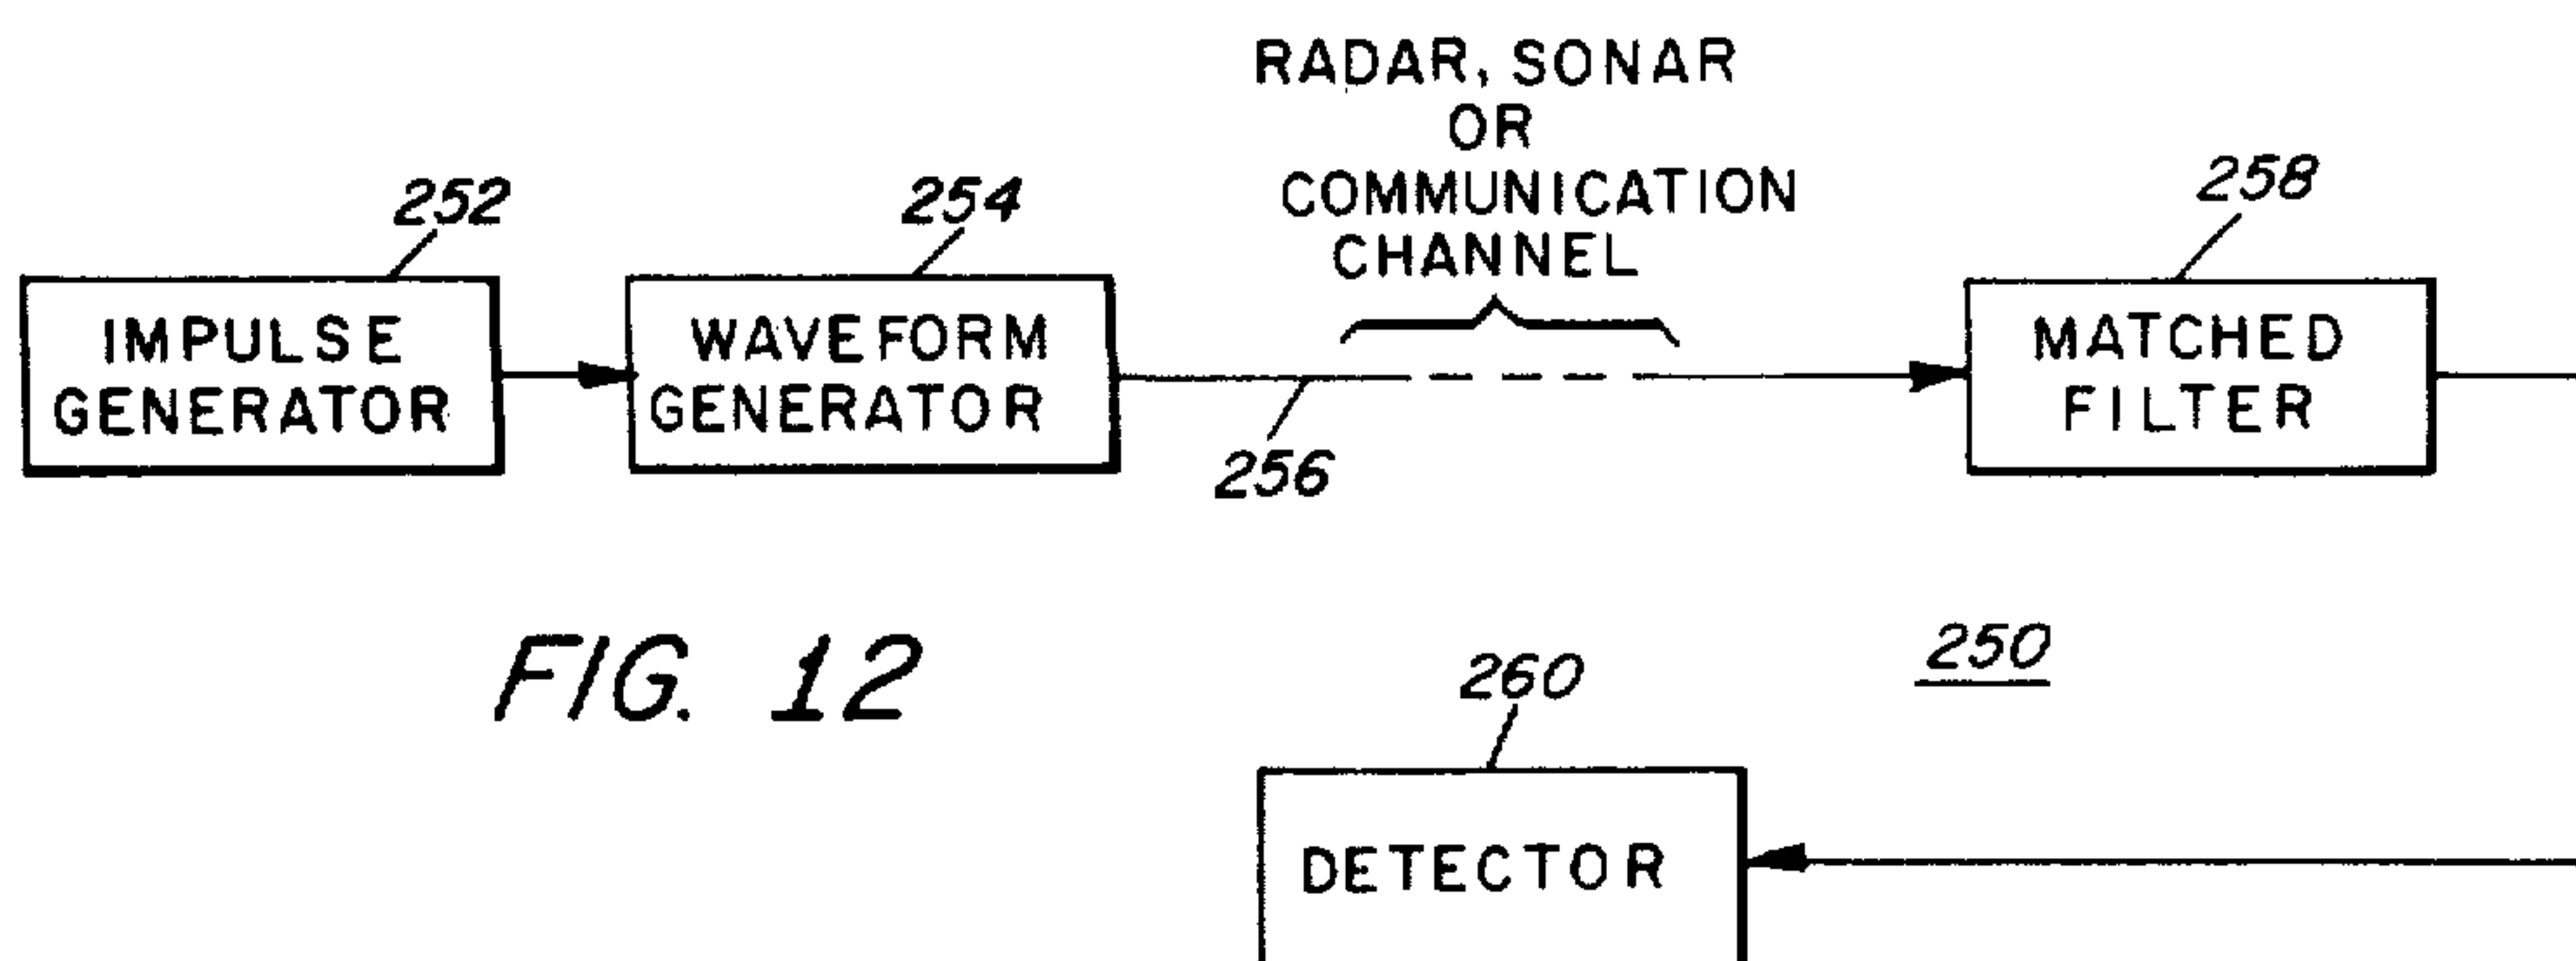 RADAR, SONAR
OR
COMMUNICATION
CHANNEL
252
254
258
IMPULSE
GENERATOR
WAVEFORM
GENERATOR
MATCHED
FILTER
256
FIG. 12
250
260
DETECTOR